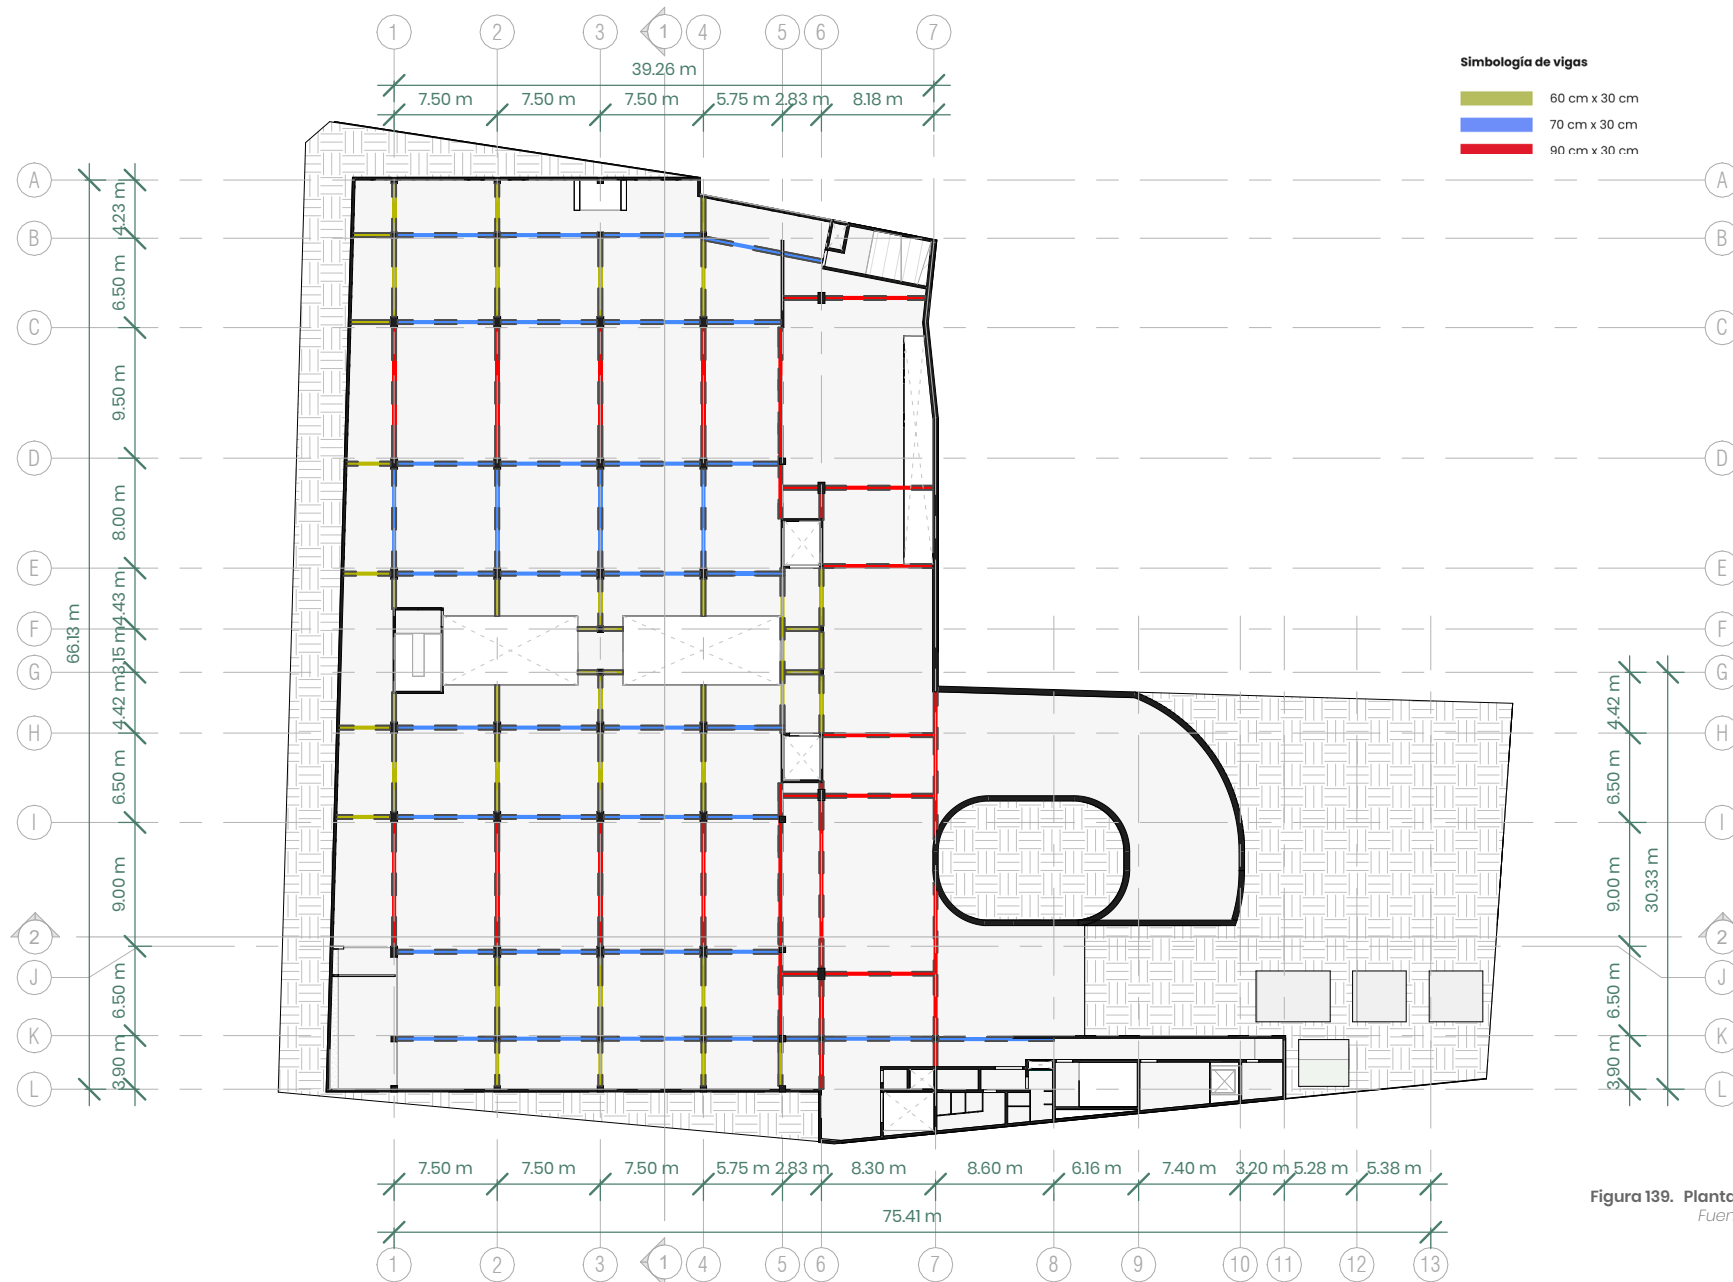 1 2 3 1 4 5 6 7
39.26 m
7.50 m 7.50 m 7.50 m 5.75 m 2.83 m 8.18 m
Simbología de vigas
60 cm x 30 cm
70 cm x 30 cm
90 cm x 30 cm
A A
4.23 m
B B
6.50 m
C C
9.50 m
D D
8.00 m
E E
4.43 m
F F
66.13 m
3.15 m
G G
4.42 m 4.42 m
H H
6.50 m 6.50 m
I I
9.00 m 9.00 m
30.33 m
2 2
J J
6.50 m 6.50 m
K K
3.90 m 3.90 m
L L
7.50 m 7.50 m 7.50 m 5.75 m 2.83 m 8.30 m 8.60 m 6.16 m 7.40 m 3.20 m 5.28 m 5.38 m
75.41 m
Figura 139. Planta
Fuer
1 2 3 1 4 5 6 7 8 9 10 11 12 13